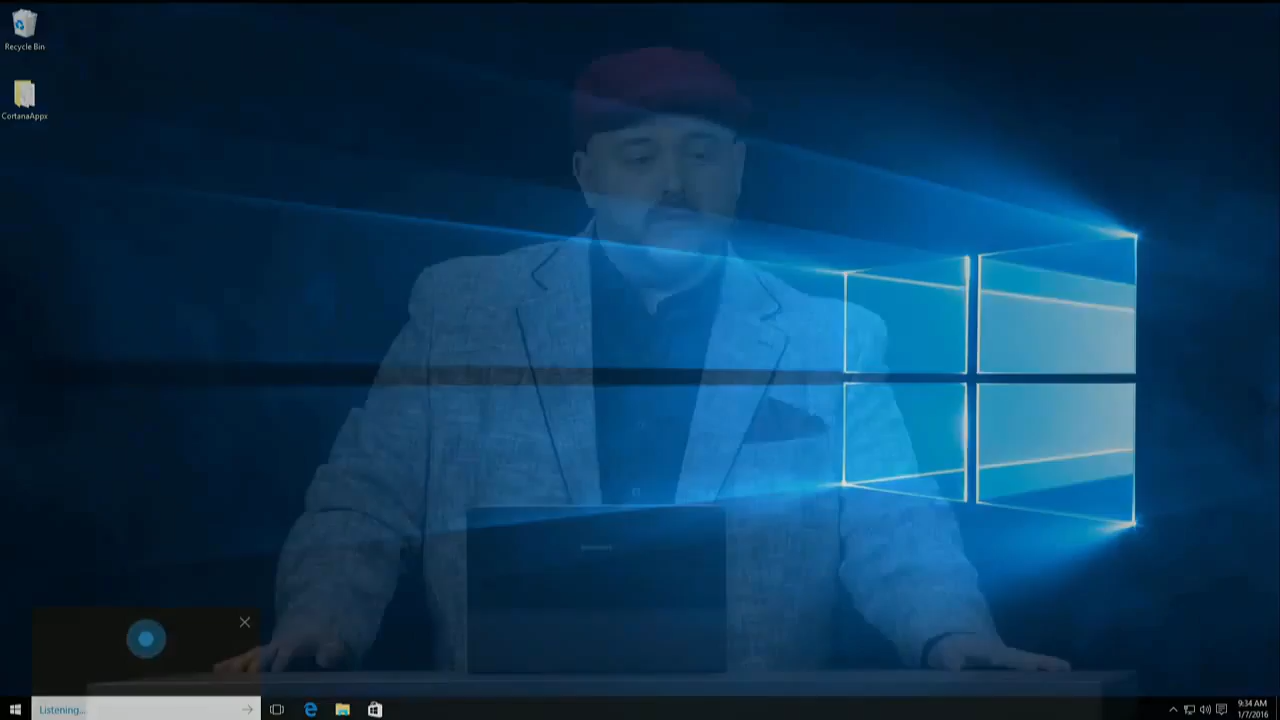 Recycle Bin
CortanaAppx
Listening...
9:34 AM
1/7/2016